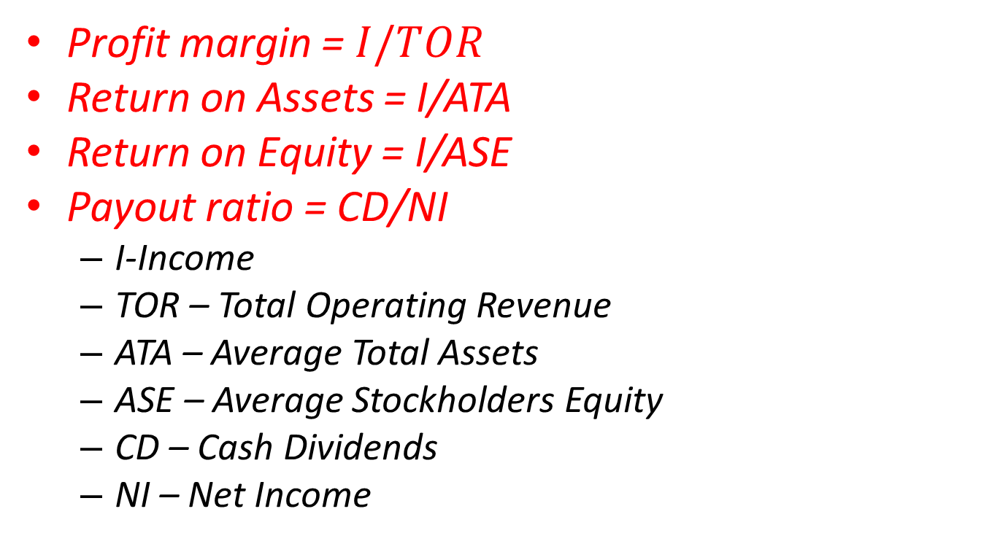 • Profit margin = I/TOR
• Return on Assets = I/ATA
• Return on Equity = I/ASE
• Payout ratio = CD/NI
– I-Income
– TOR – Total Operating Revenue
– ATA – Average Total Assets
– ASE – Average Stockholders Equity
– CD – Cash Dividends
– NI – Net Income